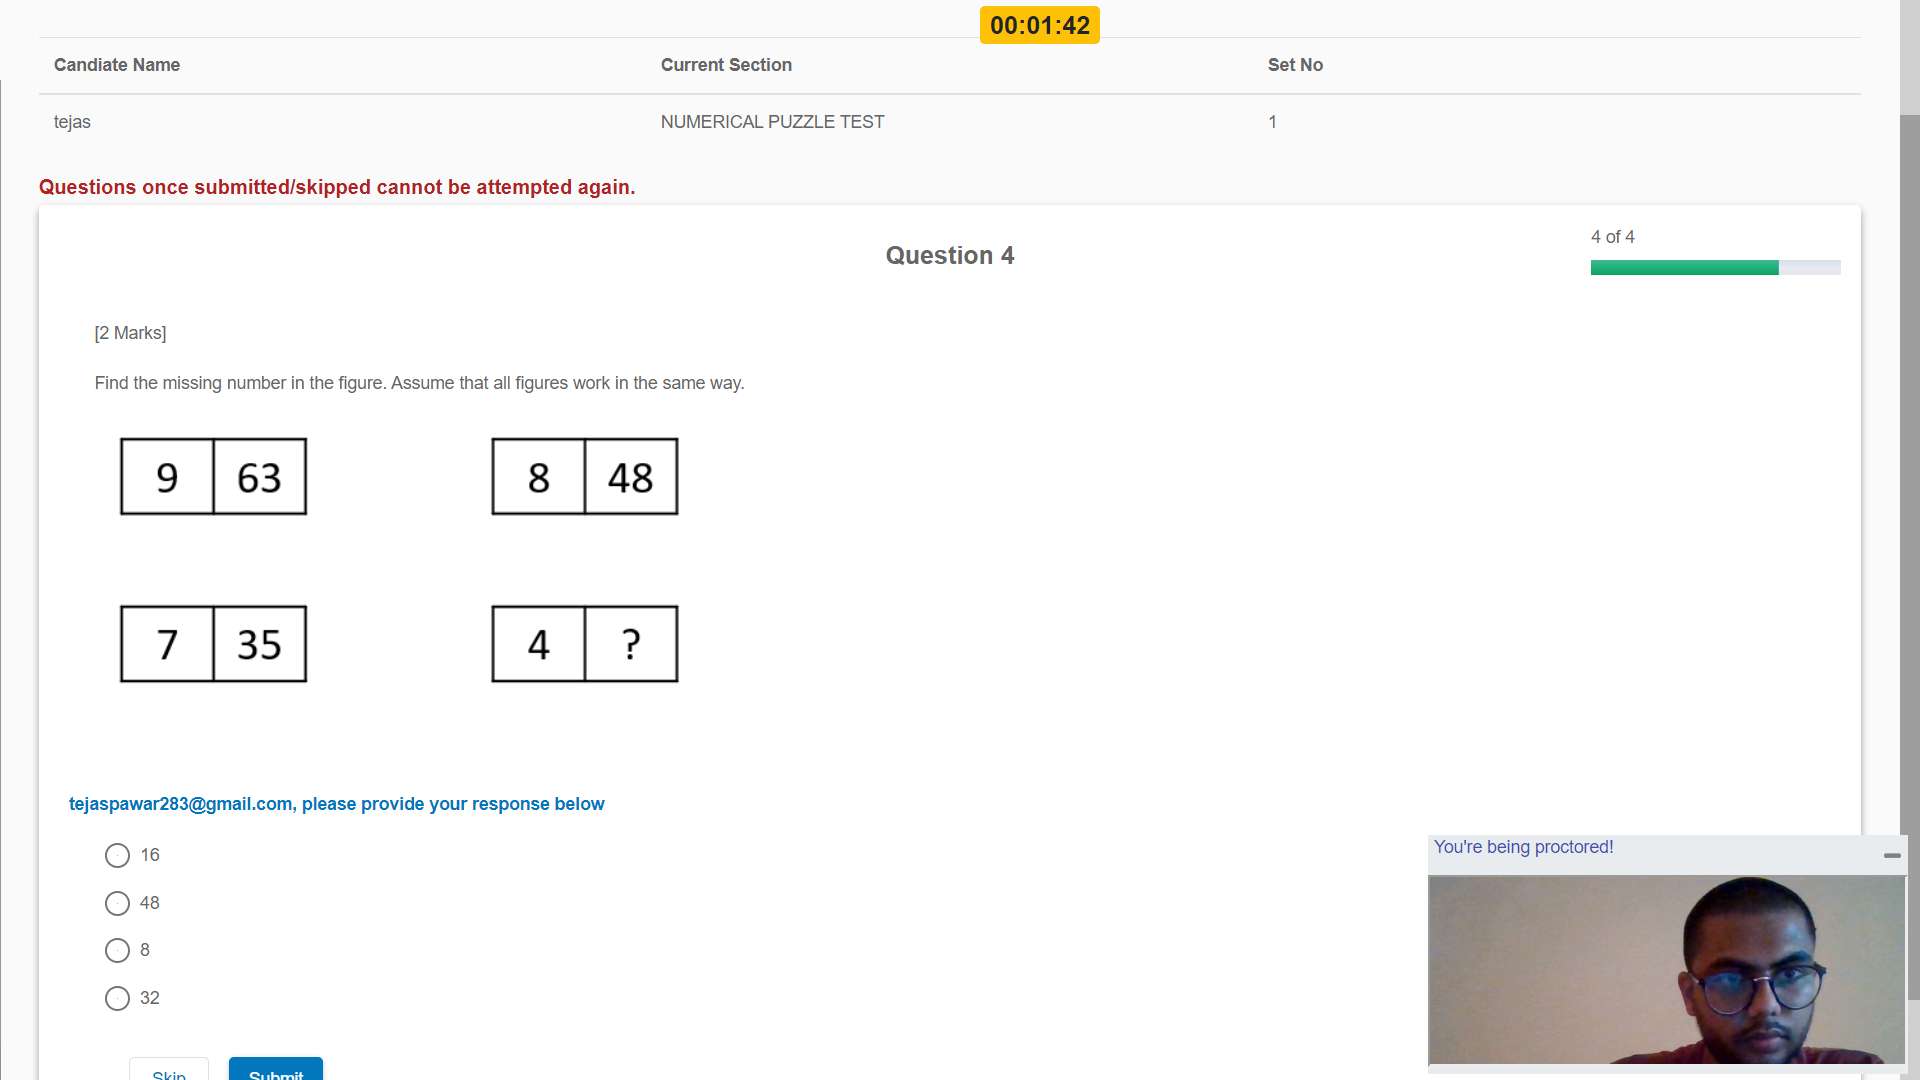 00:01:42
Candiate Name Current Section Set No
tejas NUMERICAL PUZZLE TEST 1
Questions once submitted/skipped cannot be attempted again.
4 of 4
Question 4
[2 Marks]
Find the missing number in the figure. Assume that all figures work in the same way.
9 63 8 48
7 35 4 ?
tejaspawar283@gmail.com, please provide your response below
16
48
8
32
You're being proctored!
Skip Submit